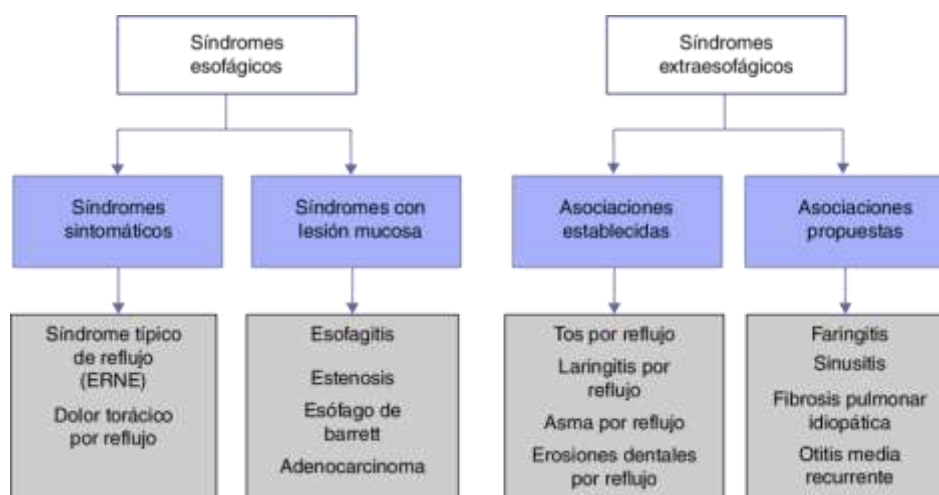 Síndromes
esofágicos
Síndromes
extraesofágicos
Síndromes
sintomáticos
Síndromes con
lesión mucosa
Asociaciones
establecidas
Asociaciones
propuestas
Síndrome típico
de reflujo
(ERNE)
Dolor torácico
por reflujo
Esofagitis
Estenosis
Esófago de
barrett
Adenocarcinoma
Tos por reflujo
Laringitis por
reflujo
Asma por reflujo
Erosiones dentales
por reflujo
Faringitis
Sinusitis
Fibrosis pulmonar
idiopática
Otitis media
recurrente